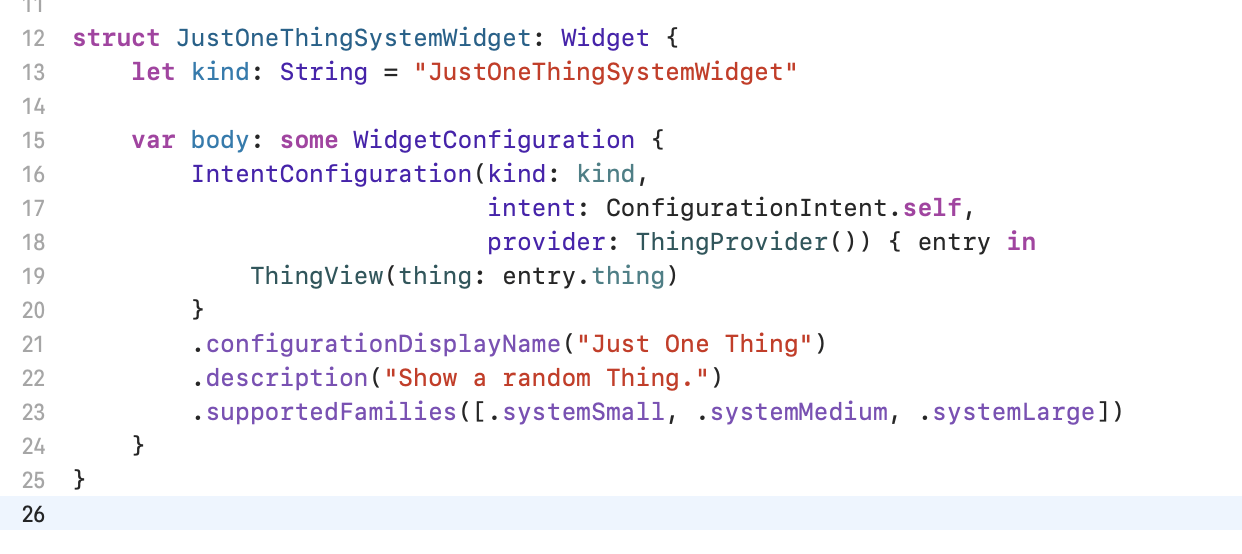 11
12 struct JustOneThingSystemWidget: Widget {
13     let kind: String = "JustOneThingSystemWidget"
14
15     var body: some WidgetConfiguration {
16         IntentConfiguration(kind: kind,
17                             intent: ConfigurationIntent.self,
18                             provider: ThingProvider()) { entry in
19             ThingView(thing: entry.thing)
20         }
21         .configurationDisplayName("Just One Thing")
22         .description("Show a random Thing.")
23         .supportedFamilies([.systemSmall, .systemMedium, .systemLarge])
24     }
25 }
26